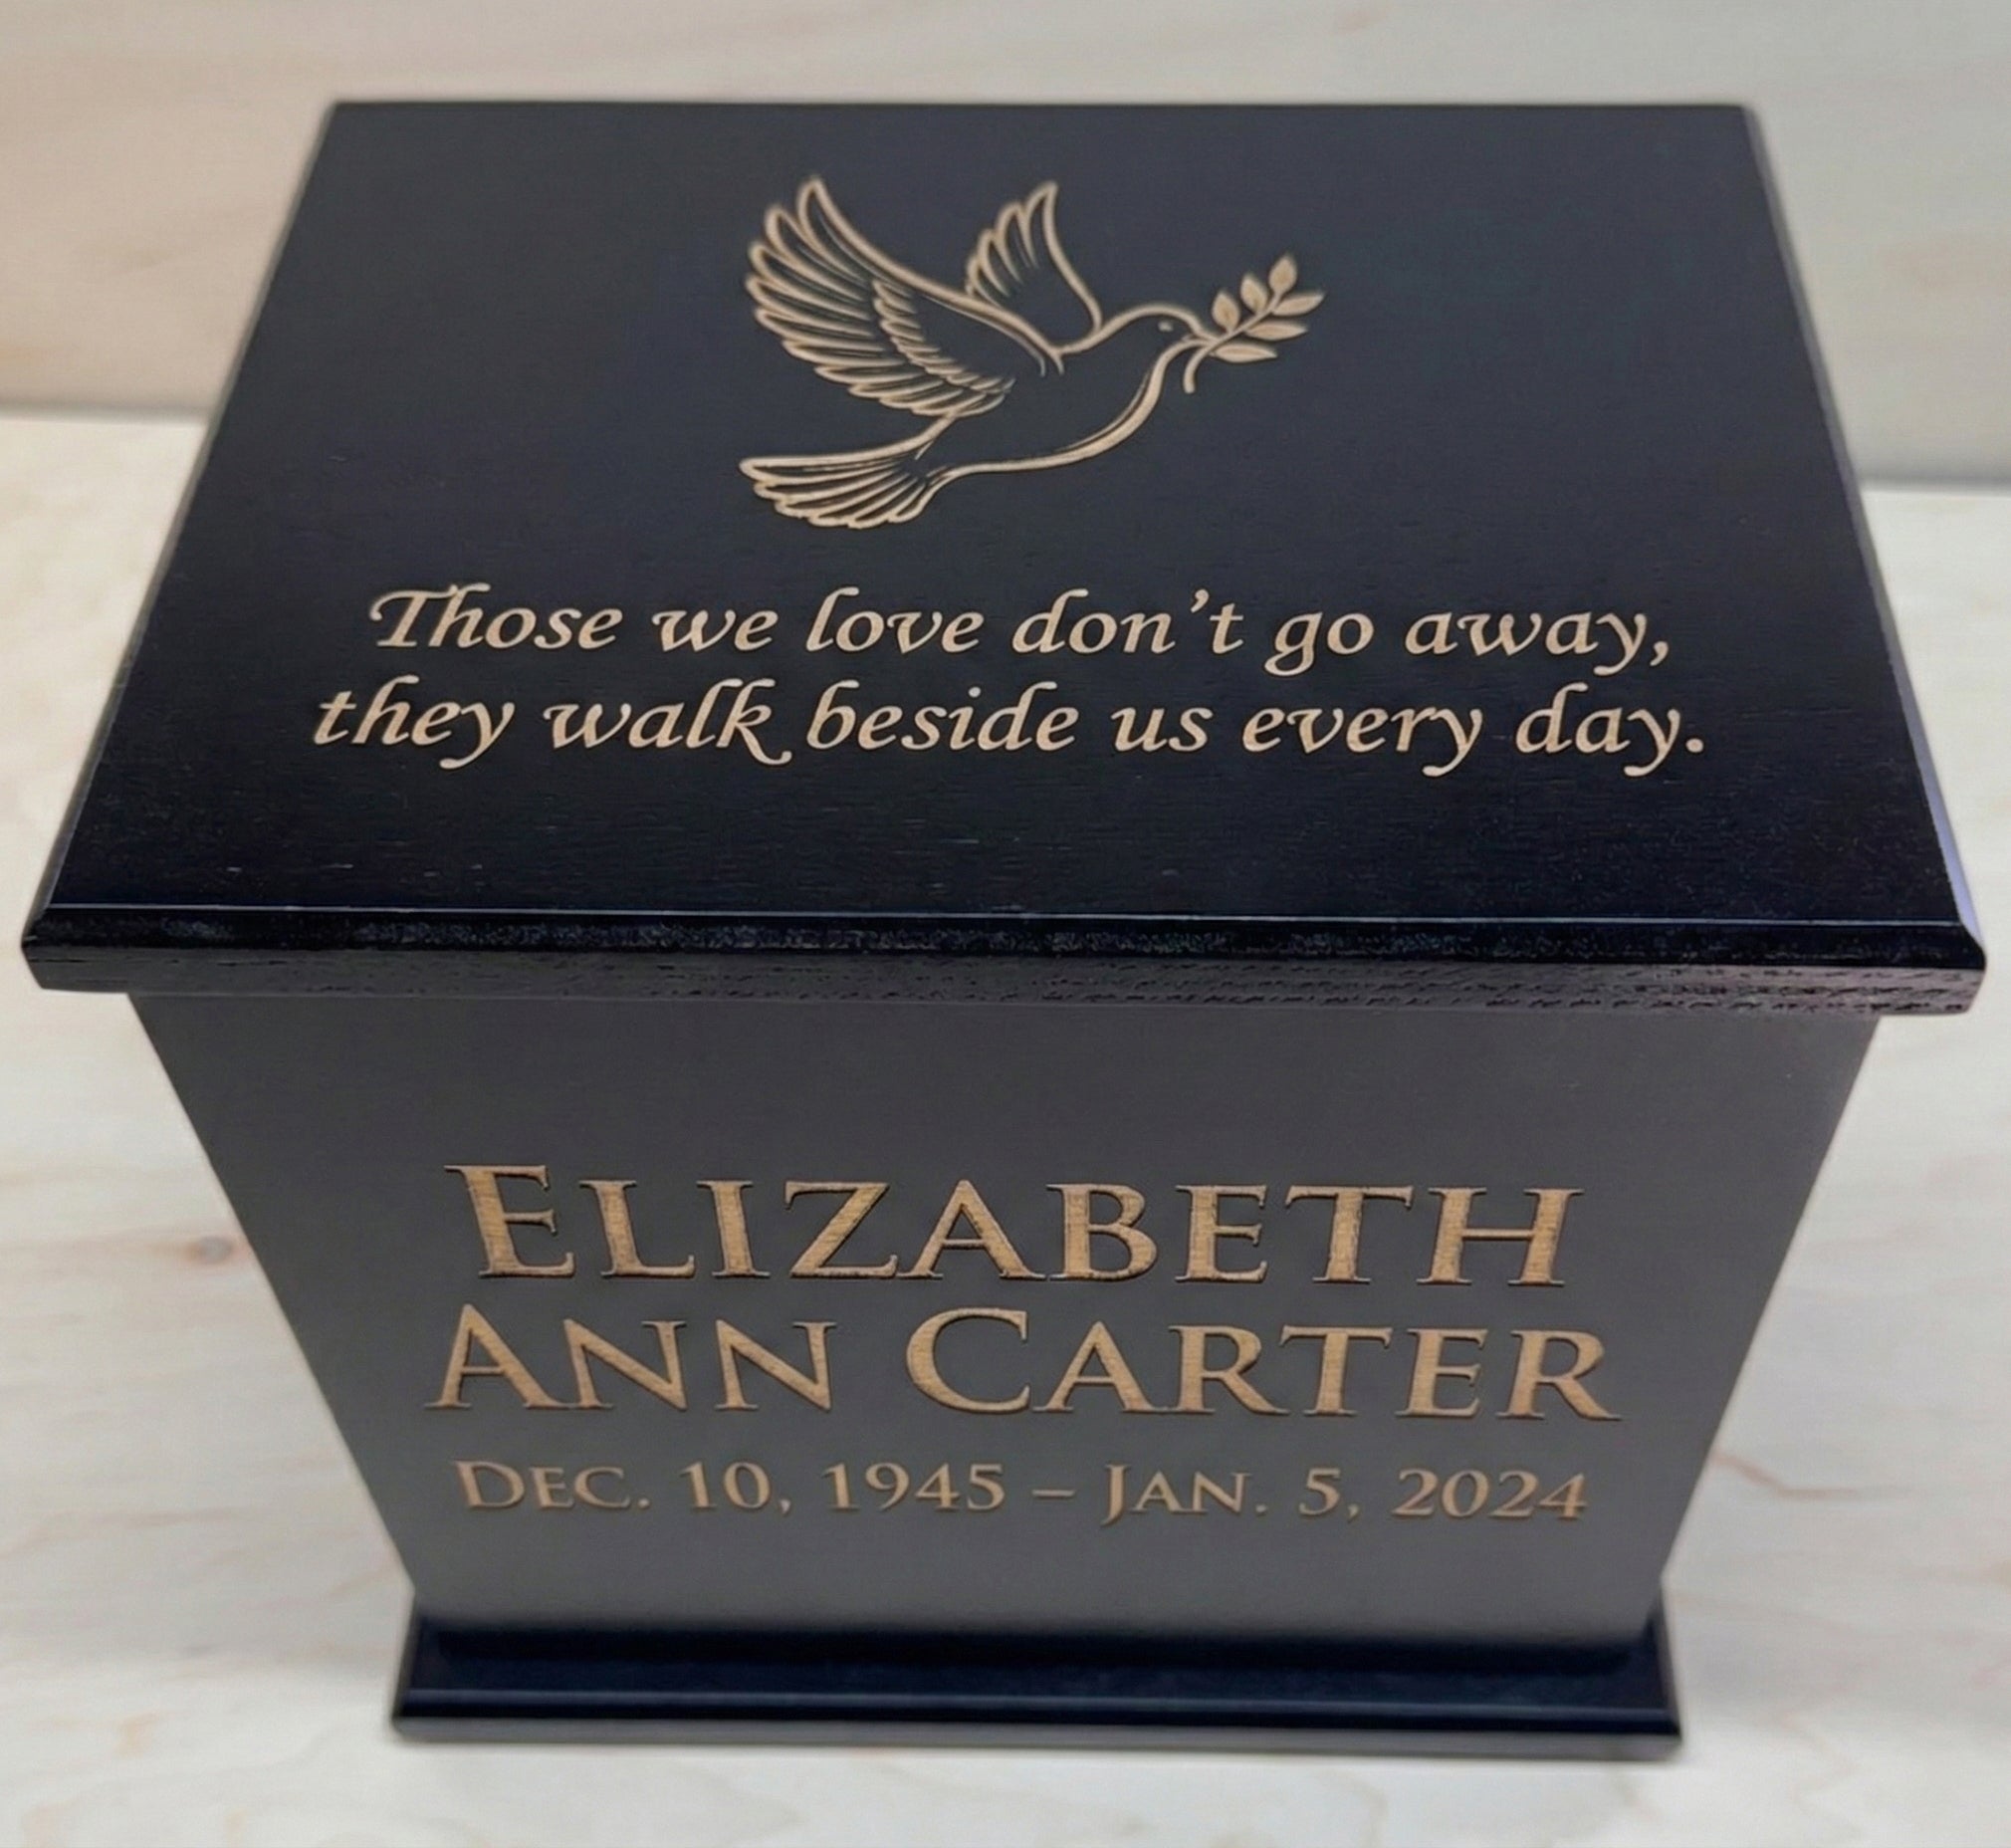 Those we love don’t go away,
they walk beside us every day.
ELIZABETH
ANN CARTER
DEC. 10, 1945 – JAN. 5, 2024